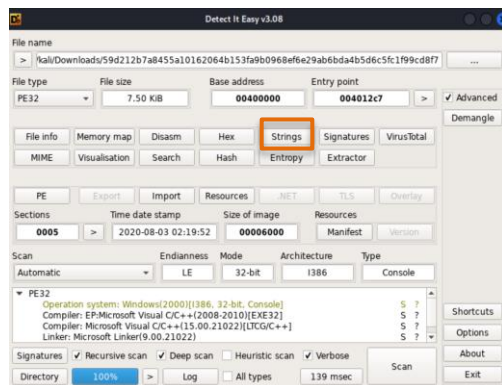 Detect It Easy v3.08
File name
> /kali/Downloads/59d212b7a8455a10162064b153fa9b0968ef6e29ab6bda4b5d6c5fc1f99cd8f7 ...
File type File size Base address Entry point
PE32 7.50 KiB 00400000 004012c7 > Advanced
Demangle
File info Memory map Disasm Hex Strings Signatures VirusTotal
MIME Visualisation Search Hash Entropy Extractor
PE Export Import Resources .NET TLS Overlay
Sections Time date stamp Size of image Resources
0005 > 2020-08-03 02:19:52 00006000 Manifest Version
Scan Endianness Mode Architecture Type
Automatic LE 32-bit I386 Console
PE32
Operation system: Windows(2000)[I386, 32-bit, Console] S ?
Compiler: EP:Microsoft Visual C/C++(2008-2010)[EXE32] S ?
Compiler: Microsoft Visual C/C++(15.00.21022)[LTCG/C++] S ?
Linker: Microsoft Linker(9.00.21022) S ?
Shortcuts
Options
Signatures Recursive scan Deep scan Heuristic scan Verbose Scan About
Directory 100% > Log All types 139 msec Exit